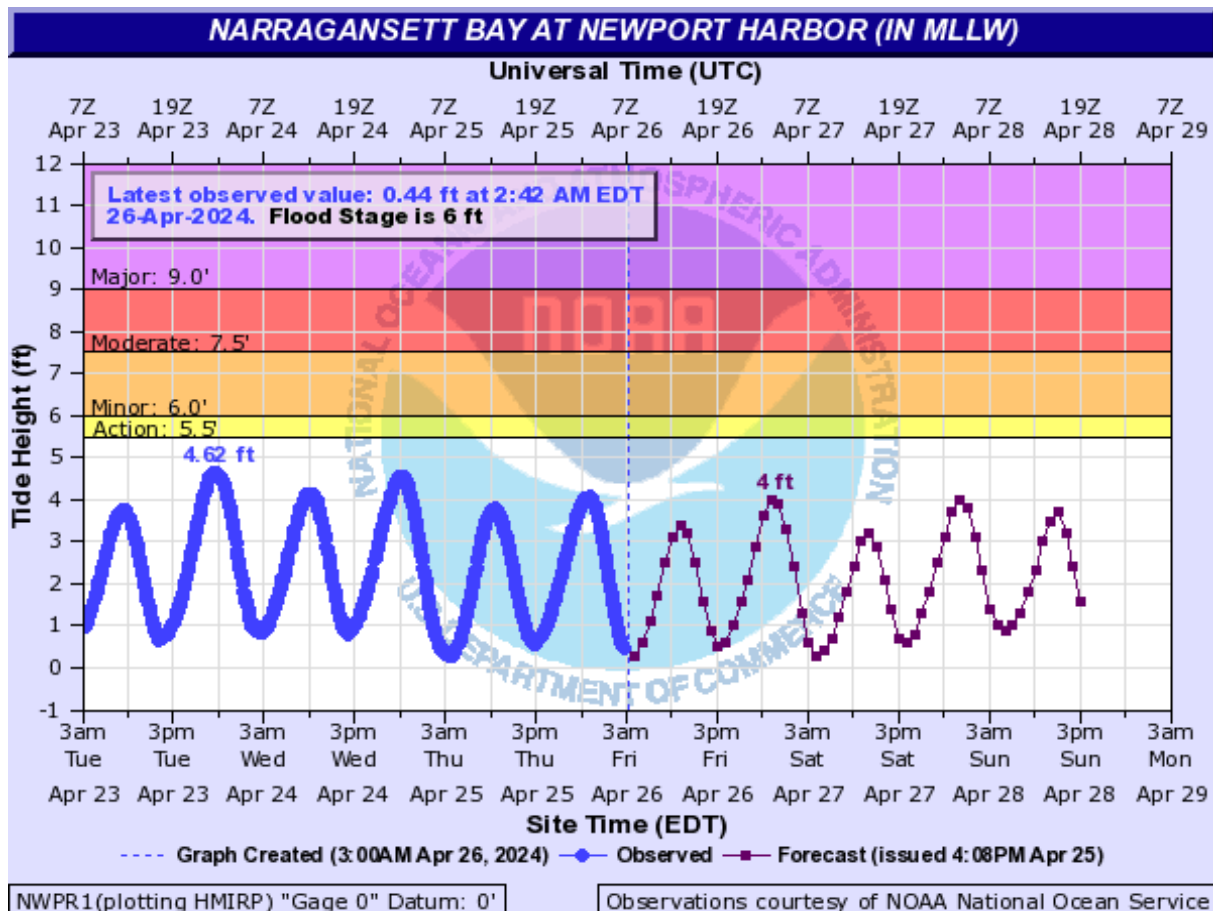 NARRAGANSETT BAY AT NEWPORT HARBOR (IN MLLW)
Universal Time (UTC)
7Z 19Z 7Z 19Z 7Z 19Z 7Z 19Z 7Z 19Z 7Z 19Z 7Z
Apr 23 Apr 23 Apr 24 Apr 24 Apr 25 Apr 25 Apr 26 Apr 26 Apr 27 Apr 27 Apr 28 Apr 28 Apr 29
12
11
10
9
8
7
6
5
4
3
2
1
0
-1
Tide Height (ft)
Latest observed value: 0.44 ft at 2:42 AM EDT
26-Apr-2024. Flood Stage is 6 ft
Major: 9.0'
Moderate: 7.5'
Minor: 6.0'
Action: 5.5'
4.62 ft
4 ft
NATIONAL OCEANIC AND ATMOSPHERIC ADMINISTRATION
NOAA
U.S. DEPARTMENT OF COMMERCE
3am 3pm 3am 3pm 3am 3pm 3am 3pm 3am 3pm 3am 3pm 3am
Tue Tue Wed Wed Thu Thu Fri Fri Sat Sat Sun Sun Mon
Apr 23 Apr 23 Apr 24 Apr 24 Apr 25 Apr 25 Apr 26 Apr 26 Apr 27 Apr 27 Apr 28 Apr 28 Apr 29
Site Time (EDT)
Graph Created (3:00AM Apr 26, 2024) Observed Forecast (issued 4:08PM Apr 25)
NWPR1(plotting HMIRP) "Gage 0" Datum: 0'
Observations courtesy of NOAA National Ocean Service